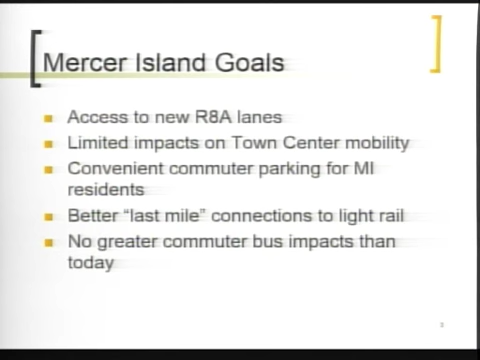 Mercer Island Goals
Access to new R8A lanes
Limited impacts on Town Center mobility
Convenient commuter parking for MI
residents
Better “last mile” connections to light rail
No greater commuter bus impacts than
today